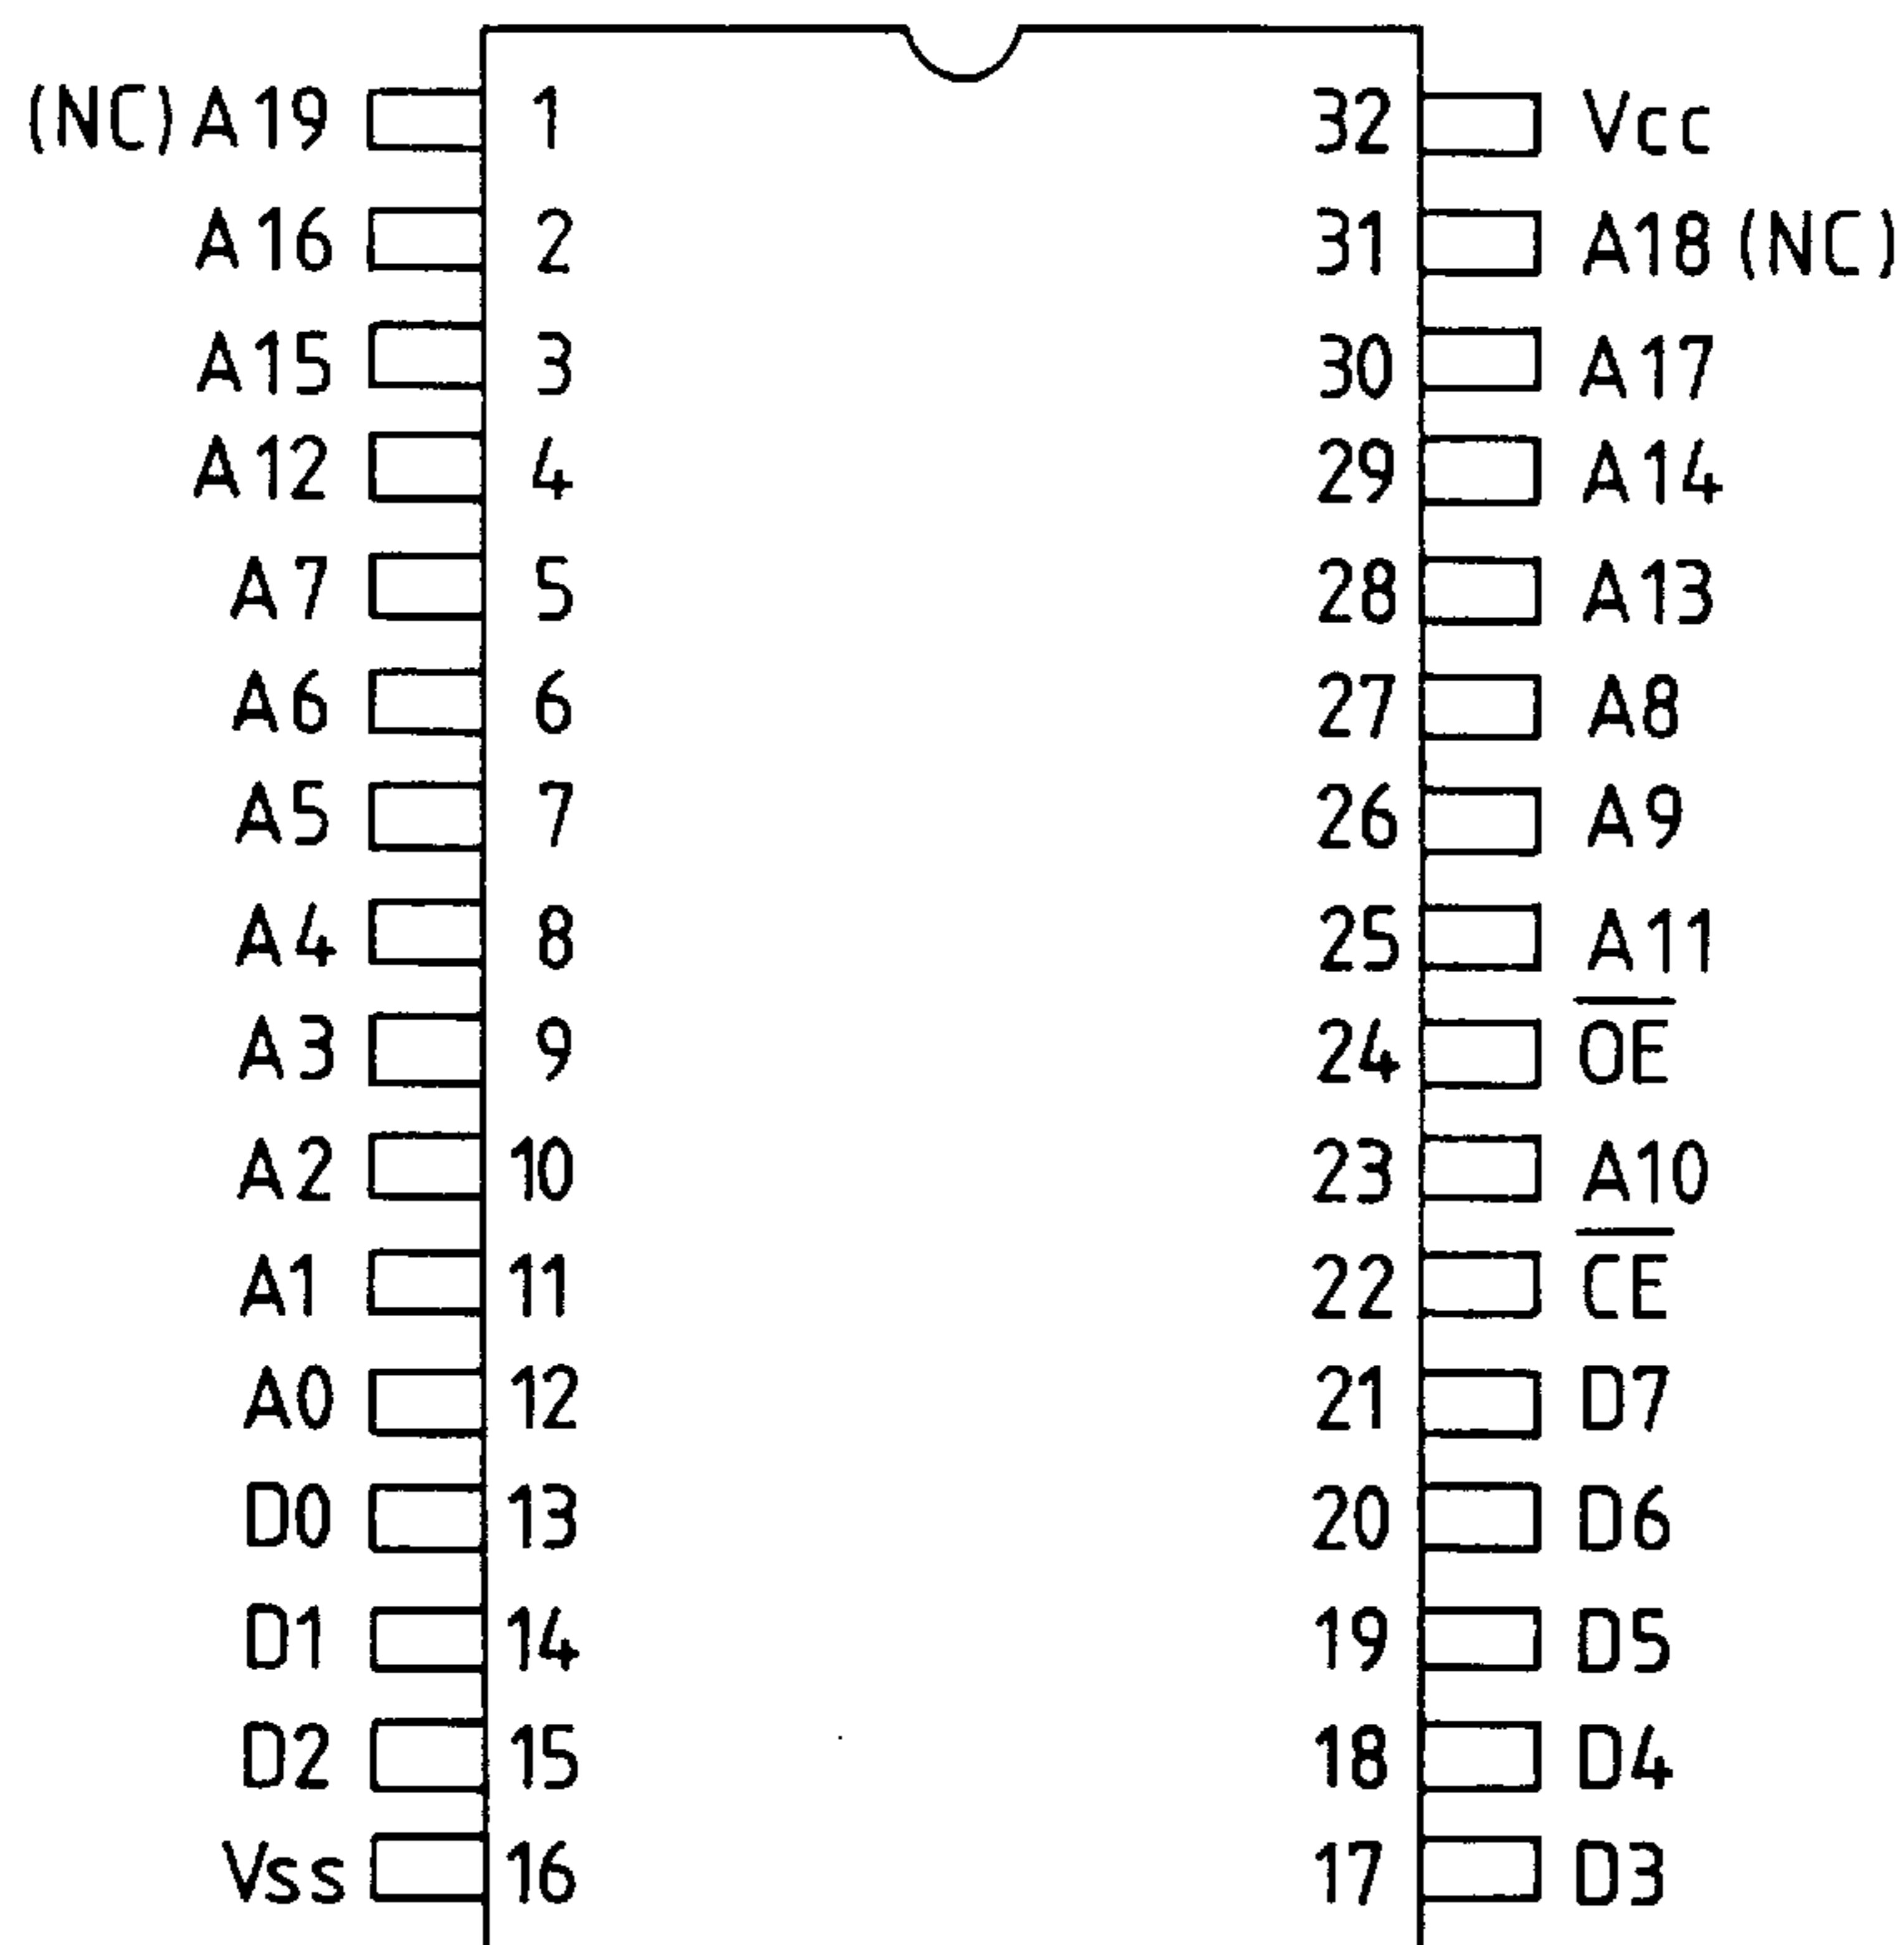 (NC) A19 1 32 Vcc
A16 2 31 A18 (NC)
A15 3 30 A17
A12 4 29 A14
A7 5 28 A13
A6 6 27 A8
A5 7 26 A9
A4 8 25 A11
A3 9 24 O̅E̅
A2 10 23 A10
A1 11 22 C̅E̅
A0 12 21 D7
D0 13 20 D6
D1 14 19 D5
D2 15 18 D4
Vss 16 17 D3